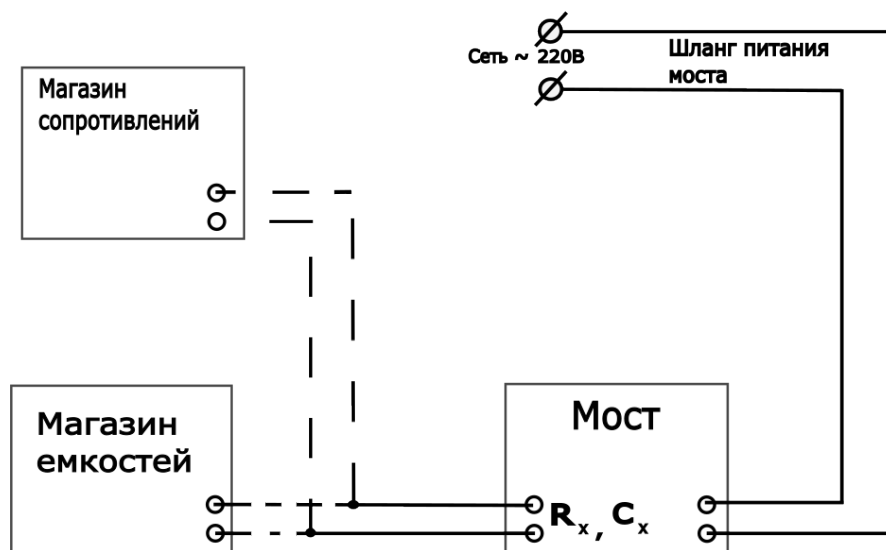 Сеть ~ 220В
Шланг питания
моста
Магазин
сопротивлений
Магазин
емкостей
Мост
Rx, Cx